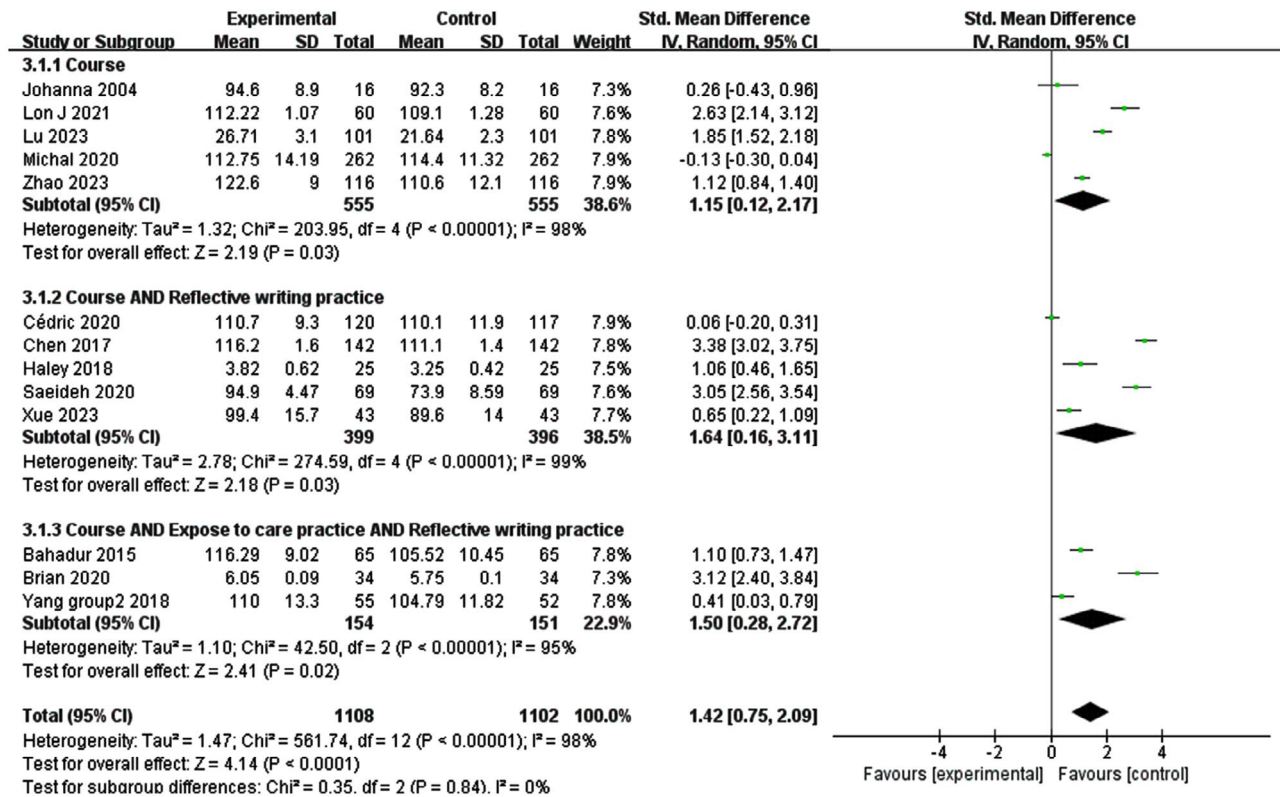 Experimental Control Std. Mean Difference Std. Mean Difference
Study or Subgroup Mean SD Total Mean SD Total Weight IV, Random, 95% CI IV, Random, 95% CI
3.1.1 Course
Johanna 2004 94.6 8.9 16 92.3 8.2 16 7.3% 0.26 [-0.43, 0.96]
Lon J 2021 112.22 1.07 60 109.1 1.28 60 7.6% 2.63 [2.14, 3.12]
Lu 2023 26.71 3.1 101 21.64 2.3 101 7.8% 1.85 [1.52, 2.18]
Michal 2020 112.75 14.19 262 114.4 11.32 262 7.9% -0.13 [-0.30, 0.04]
Zhao 2023 122.6 9 116 110.6 12.1 116 7.9% 1.12 [0.84, 1.40]
Subtotal (95% CI) 555 555 38.6% 1.15 [0.12, 2.17]
Heterogeneity: Tau² = 1.32; Chi² = 203.95, df = 4 (P < 0.00001); I² = 98%
Test for overall effect: Z = 2.19 (P = 0.03)
3.1.2 Course AND Reflective writing practice
Cédric 2020 110.7 9.3 120 110.1 11.9 117 7.9% 0.06 [-0.20, 0.31]
Chen 2017 116.2 1.6 142 111.1 1.4 142 7.8% 3.38 [3.02, 3.75]
Haley 2018 3.82 0.62 25 3.25 0.42 25 7.5% 1.06 [0.46, 1.65]
Saeideh 2020 94.9 4.47 69 73.9 8.59 69 7.6% 3.05 [2.56, 3.54]
Xue 2023 99.4 15.7 43 89.6 14 43 7.7% 0.65 [0.22, 1.09]
Subtotal (95% CI) 399 396 38.5% 1.64 [0.16, 3.11]
Heterogeneity: Tau² = 2.78; Chi² = 274.59, df = 4 (P < 0.00001); I² = 99%
Test for overall effect: Z = 2.18 (P = 0.03)
3.1.3 Course AND Expose to care practice AND Reflective writing practice
Bahadur 2015 116.29 9.02 65 105.52 10.45 65 7.8% 1.10 [0.73, 1.47]
Brian 2020 6.05 0.09 34 5.75 0.1 34 7.3% 3.12 [2.40, 3.84]
Yang group2 2018 110 13.3 55 104.79 11.82 52 7.8% 0.41 [0.03, 0.79]
Subtotal (95% CI) 154 151 22.9% 1.50 [0.28, 2.72]
Heterogeneity: Tau² = 1.10; Chi² = 42.50, df = 2 (P < 0.00001); I² = 95%
Test for overall effect: Z = 2.41 (P = 0.02)
Total (95% CI) 1108 1102 100.0% 1.42 [0.75, 2.09]
Heterogeneity: Tau² = 1.47; Chi² = 561.74, df = 12 (P < 0.00001); I² = 98%
Test for overall effect: Z = 4.14 (P < 0.0001)
Test for subgroup differences: Chi² = 0.35, df = 2 (P = 0.84), I² = 0%
-4 -2 0 2 4
Favours [experimental] Favours [control]